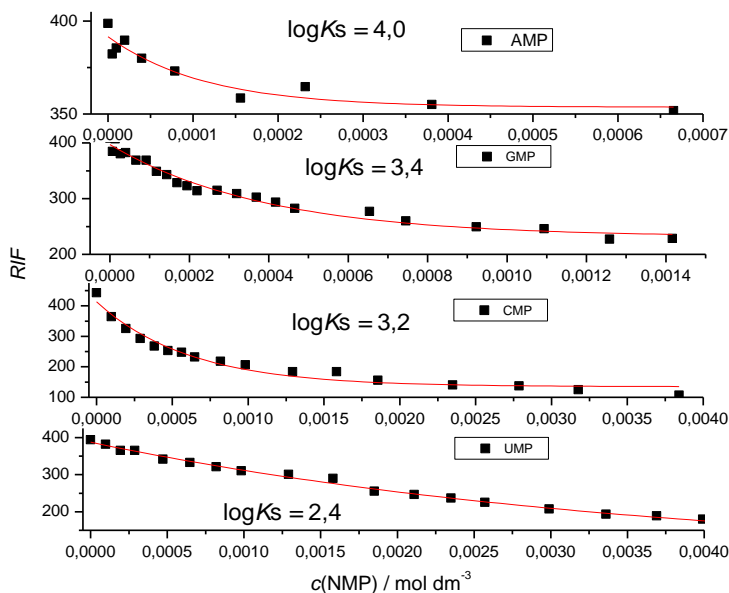 logKs = 4,0
AMP
400
350
0,0000 0,0001 0,0002 0,0003 0,0004 0,0005 0,0006 0,0007
GMP
logKs = 3,4
400
300
200
0,0000 0,0002 0,0004 0,0006 0,0008 0,0010 0,0012 0,0014
RIF
CMP
logKs = 3,2
400
300
200
100
0,0000 0,0005 0,0010 0,0015 0,0020 0,0025 0,0030 0,0035 0,0040
UMP
400
300
200
logKs = 2,4
0,0000 0,0005 0,0010 0,0015 0,0020 0,0025 0,0030 0,0035 0,0040
c(NMP) / mol dm⁻³